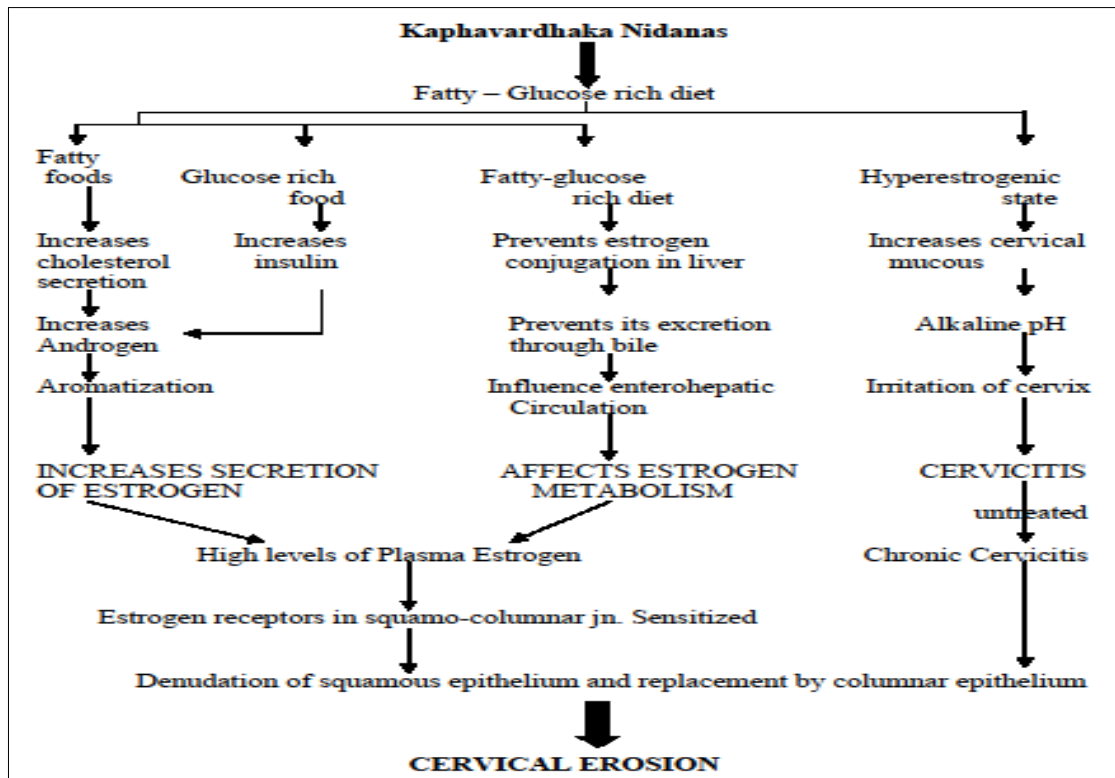 Kaphavardhaka Nidanas
Fatty – Glucose rich diet
Fatty
foods
Glucose rich
food
Fatty-glucose
rich diet
Hyperestrogenic
state
Increases
cholesterol
secretion
Increases
insulin
Prevents estrogen
conjugation in liver
Increases cervical
mucous
Increases
Androgen
Prevents its excretion
through bile
Alkaline pH
Aromatization
Influence enterohepatic
Circulation
Irritation of cervix
INCREASES SECRETION
OF ESTROGEN
AFFECTS ESTROGEN
METABOLISM
CERVICITIS
untreated
High levels of Plasma Estrogen
Chronic Cervicitis
Estrogen receptors in squamo-columnar jn. Sensitized
Denudation of squamous epithelium and replacement by columnar epithelium
CERVICAL EROSION